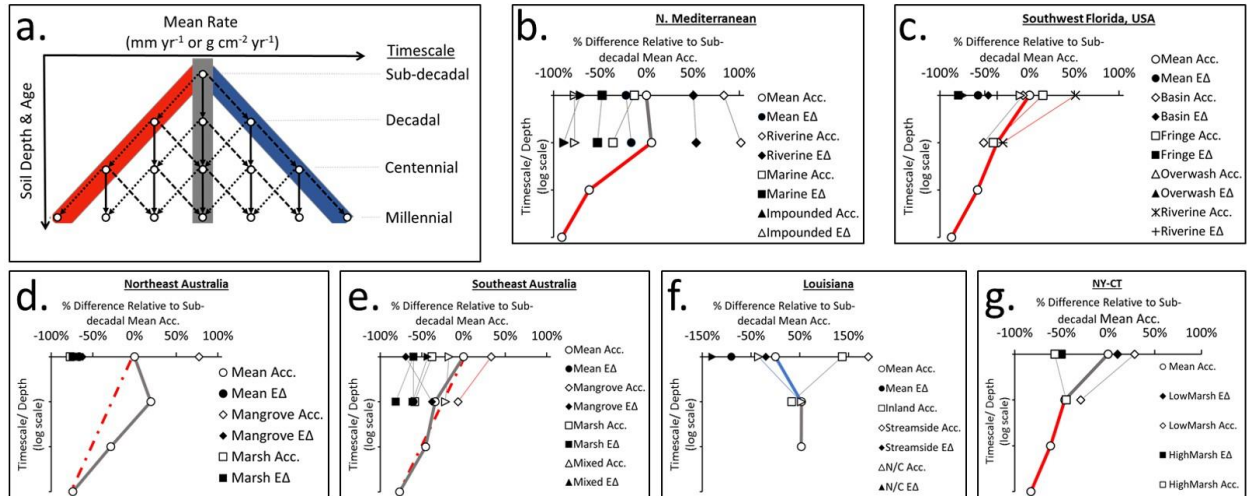 a.
Mean Rate
(mm yr-1 or g cm-2 yr-1)
Timescale
Sub-decadal
Decadal
Centennial
Millennial
Soil Depth & Age
b.
N. Mediterranean
% Difference Relative to Sub-
decadal Mean Acc.
-100% -50% 0% 50% 100%
Timescale/ Depth
(log scale)
Mean Acc.
Mean EΔ
Riverine Acc.
Riverine EΔ
Marine Acc.
Marine EΔ
Impounded Acc.
Impounded EΔ
c.
Southwest Florida, USA
% Difference Relative to Sub-
decadal Mean Acc.
-100% -50% 0% 50% 100%
Timescale/ Depth
(log scale)
Mean Acc.
Mean EΔ
Basin Acc.
Basin EΔ
Fringe Acc.
Fringe EΔ
Overwash Acc.
Overwash EΔ
Riverine Acc.
Riverine EΔ
d.
Northeast Australia
% Difference Relative to Sub-
decadal Mean Acc.
-100% -50% 0% 50% 100%
Timescale/ Depth
(log scale)
Mean Acc.
Mean EΔ
Mangrove Acc.
Mangrove EΔ
Marsh Acc.
Marsh EΔ
e.
Southeast Australia
% Difference Relative to Sub-
decadal Mean Acc.
-100% -50% 0% 50% 100%
Timescale/ Depth
(log scale)
Mean Acc.
Mean EΔ
Mangrove Acc.
Mangrove EΔ
Marsh Acc.
Marsh EΔ
Mixed Acc.
Mixed EΔ
f.
Louisiana
% Difference Relative to Sub-
decadal Mean Acc.
-150% -50% 50% 150%
Timescale/ Depth
(log scale)
Mean Acc.
Mean EΔ
Inland Acc.
Streamside Acc.
Streamside EΔ
N/C Acc.
N/C EΔ
g.
NY-CT
% Difference Relative to Sub-
decadal Mean Acc.
-100% -50% 0% 50% 100%
Timescale/ Depth
(log scale)
Mean Acc.
LowMarsh EΔ
LowMarsh Acc.
HighMarsh EΔ
HighMarsh Acc.